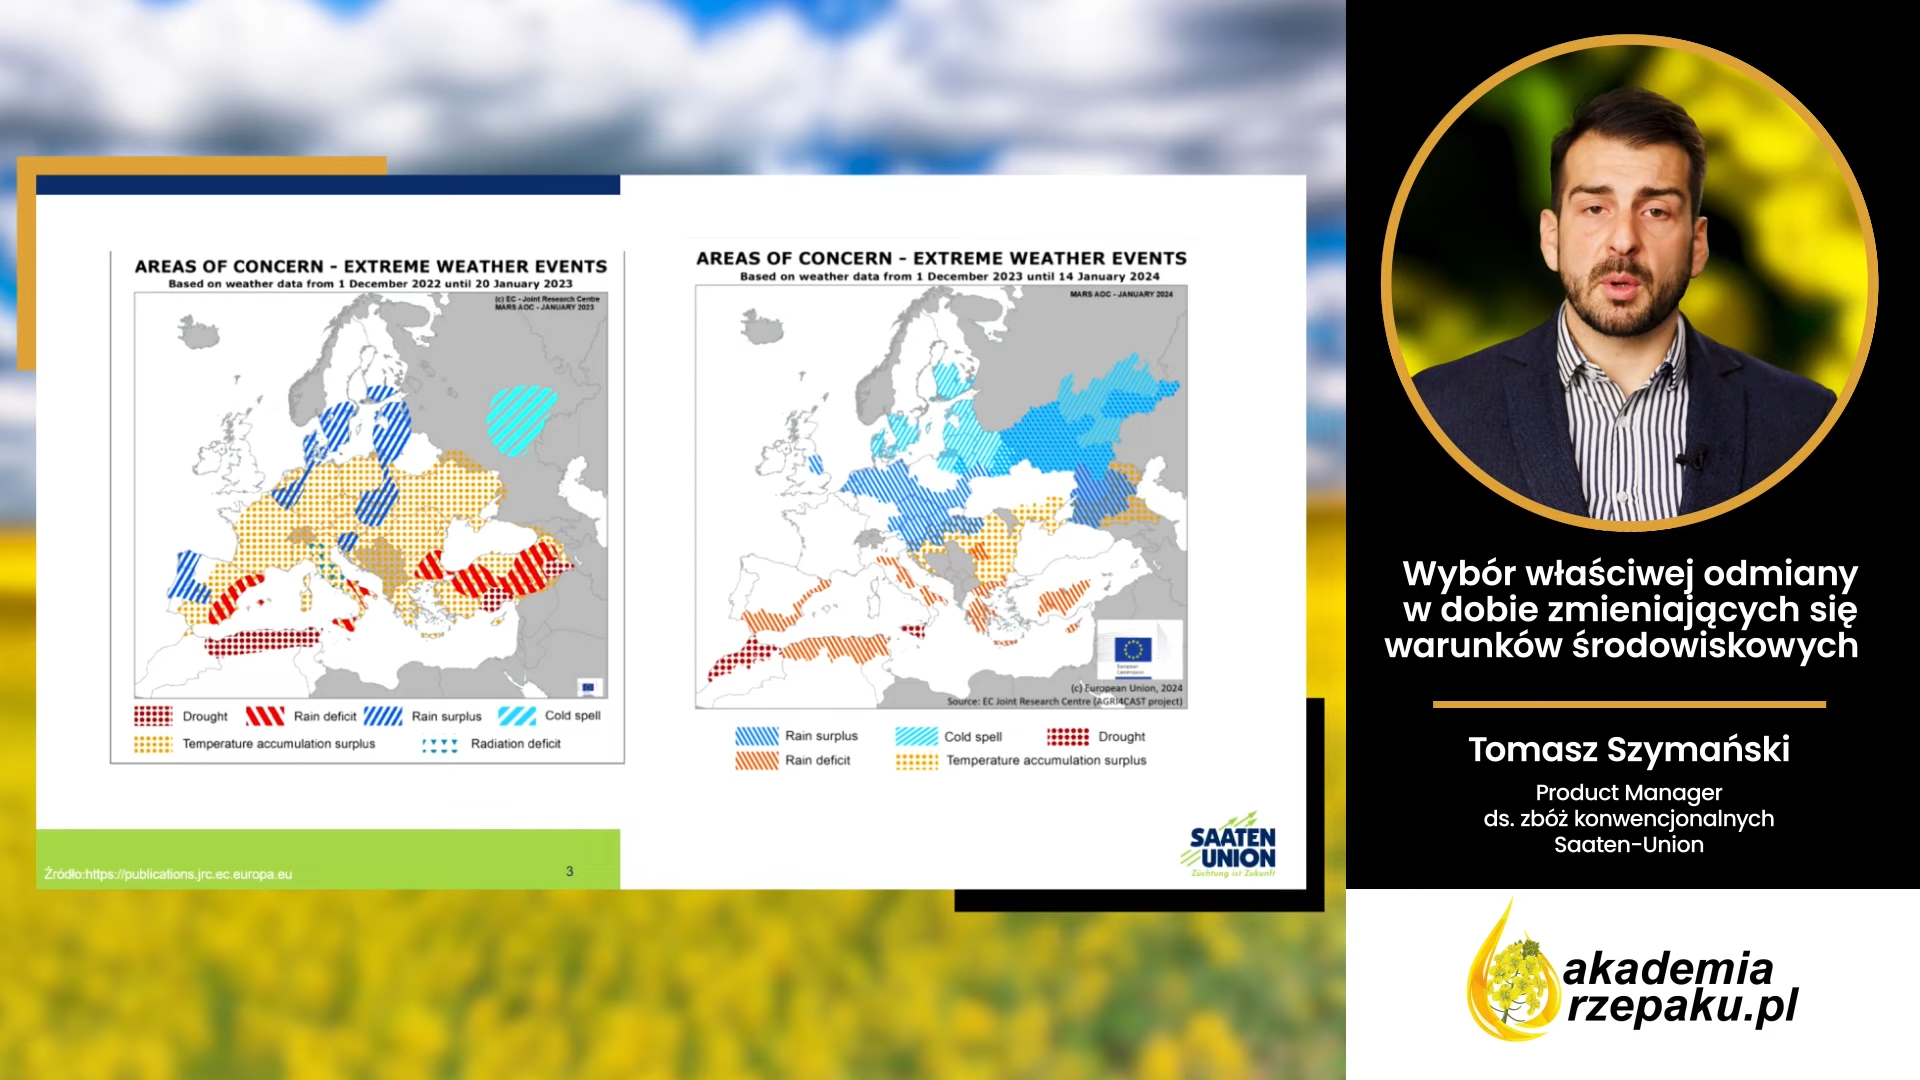 AREAS OF CONCERN - EXTREME WEATHER EVENTS
Based on weather data from 1 December 2022 until 20 January 2023
(c) EC - Joint Research Centre
MARS AOC - JANUARY 2023
Drought
Rain deficit
Rain surplus
Cold spell
Temperature accumulation surplus
Radiation deficit
AREAS OF CONCERN - EXTREME WEATHER EVENTS
Based on weather data from 1 December 2023 until 14 January 2024
MARS AOC - JANUARY 2024
European
Commission
(c) European Union, 2024
Source: EC Joint Research Centre (AGRI4CAST project)
Rain surplus
Cold spell
Drought
Rain deficit
Temperature accumulation surplus
Źródło:https://publications.jrc.ec.europa.eu
3
SAATEN
UNION
Züchtung ist Zukunft
Wybór właściwej odmiany
w dobie zmieniających się
warunków środowiskowych
Tomasz Szymański
Product Manager
ds. zbóż konwencjonalnych
Saaten-Union
akademia
rzepaku.pl